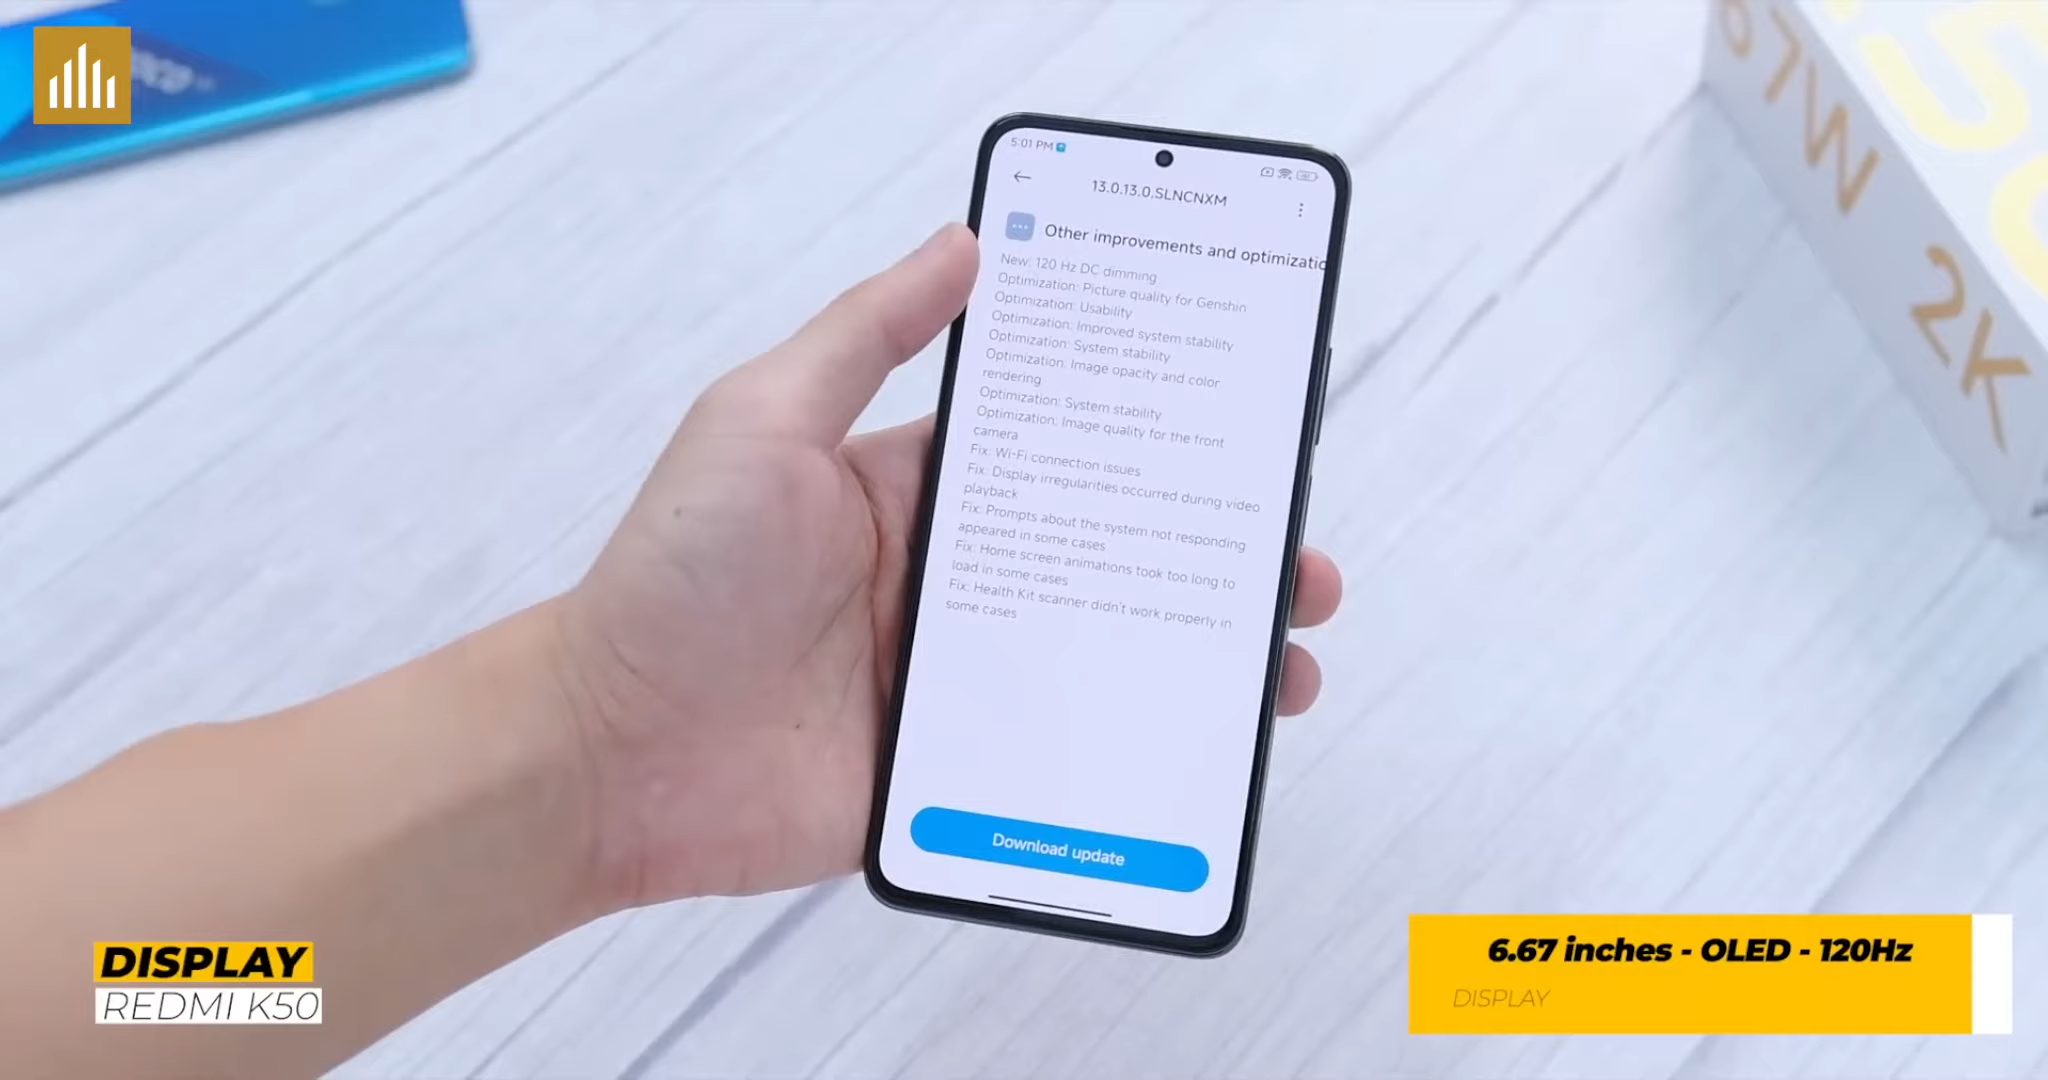 5:01 PM
13.0.13.0.SLNCNXM
Other improvements and optimizatio
New: 120 Hz DC dimming
Optimization: Picture quality for Genshin
Optimization: Usability
Optimization: Improved system stability
Optimization: System stability
Optimization: Image opacity and color
rendering
Optimization: System stability
Optimization: Image quality for the front
camera
Fix: Wi-Fi connection issues
Fix: Display irregularities occurred during video
playback
Fix: Prompts about the system not responding
appeared in some cases
Fix: Home screen animations took too long to
load in some cases
Fix: Health Kit scanner didn't work properly in
some cases
Download update
67W
2K
DISPLAY
REDMI K50
6.67 inches - OLED - 120Hz
DISPLAY